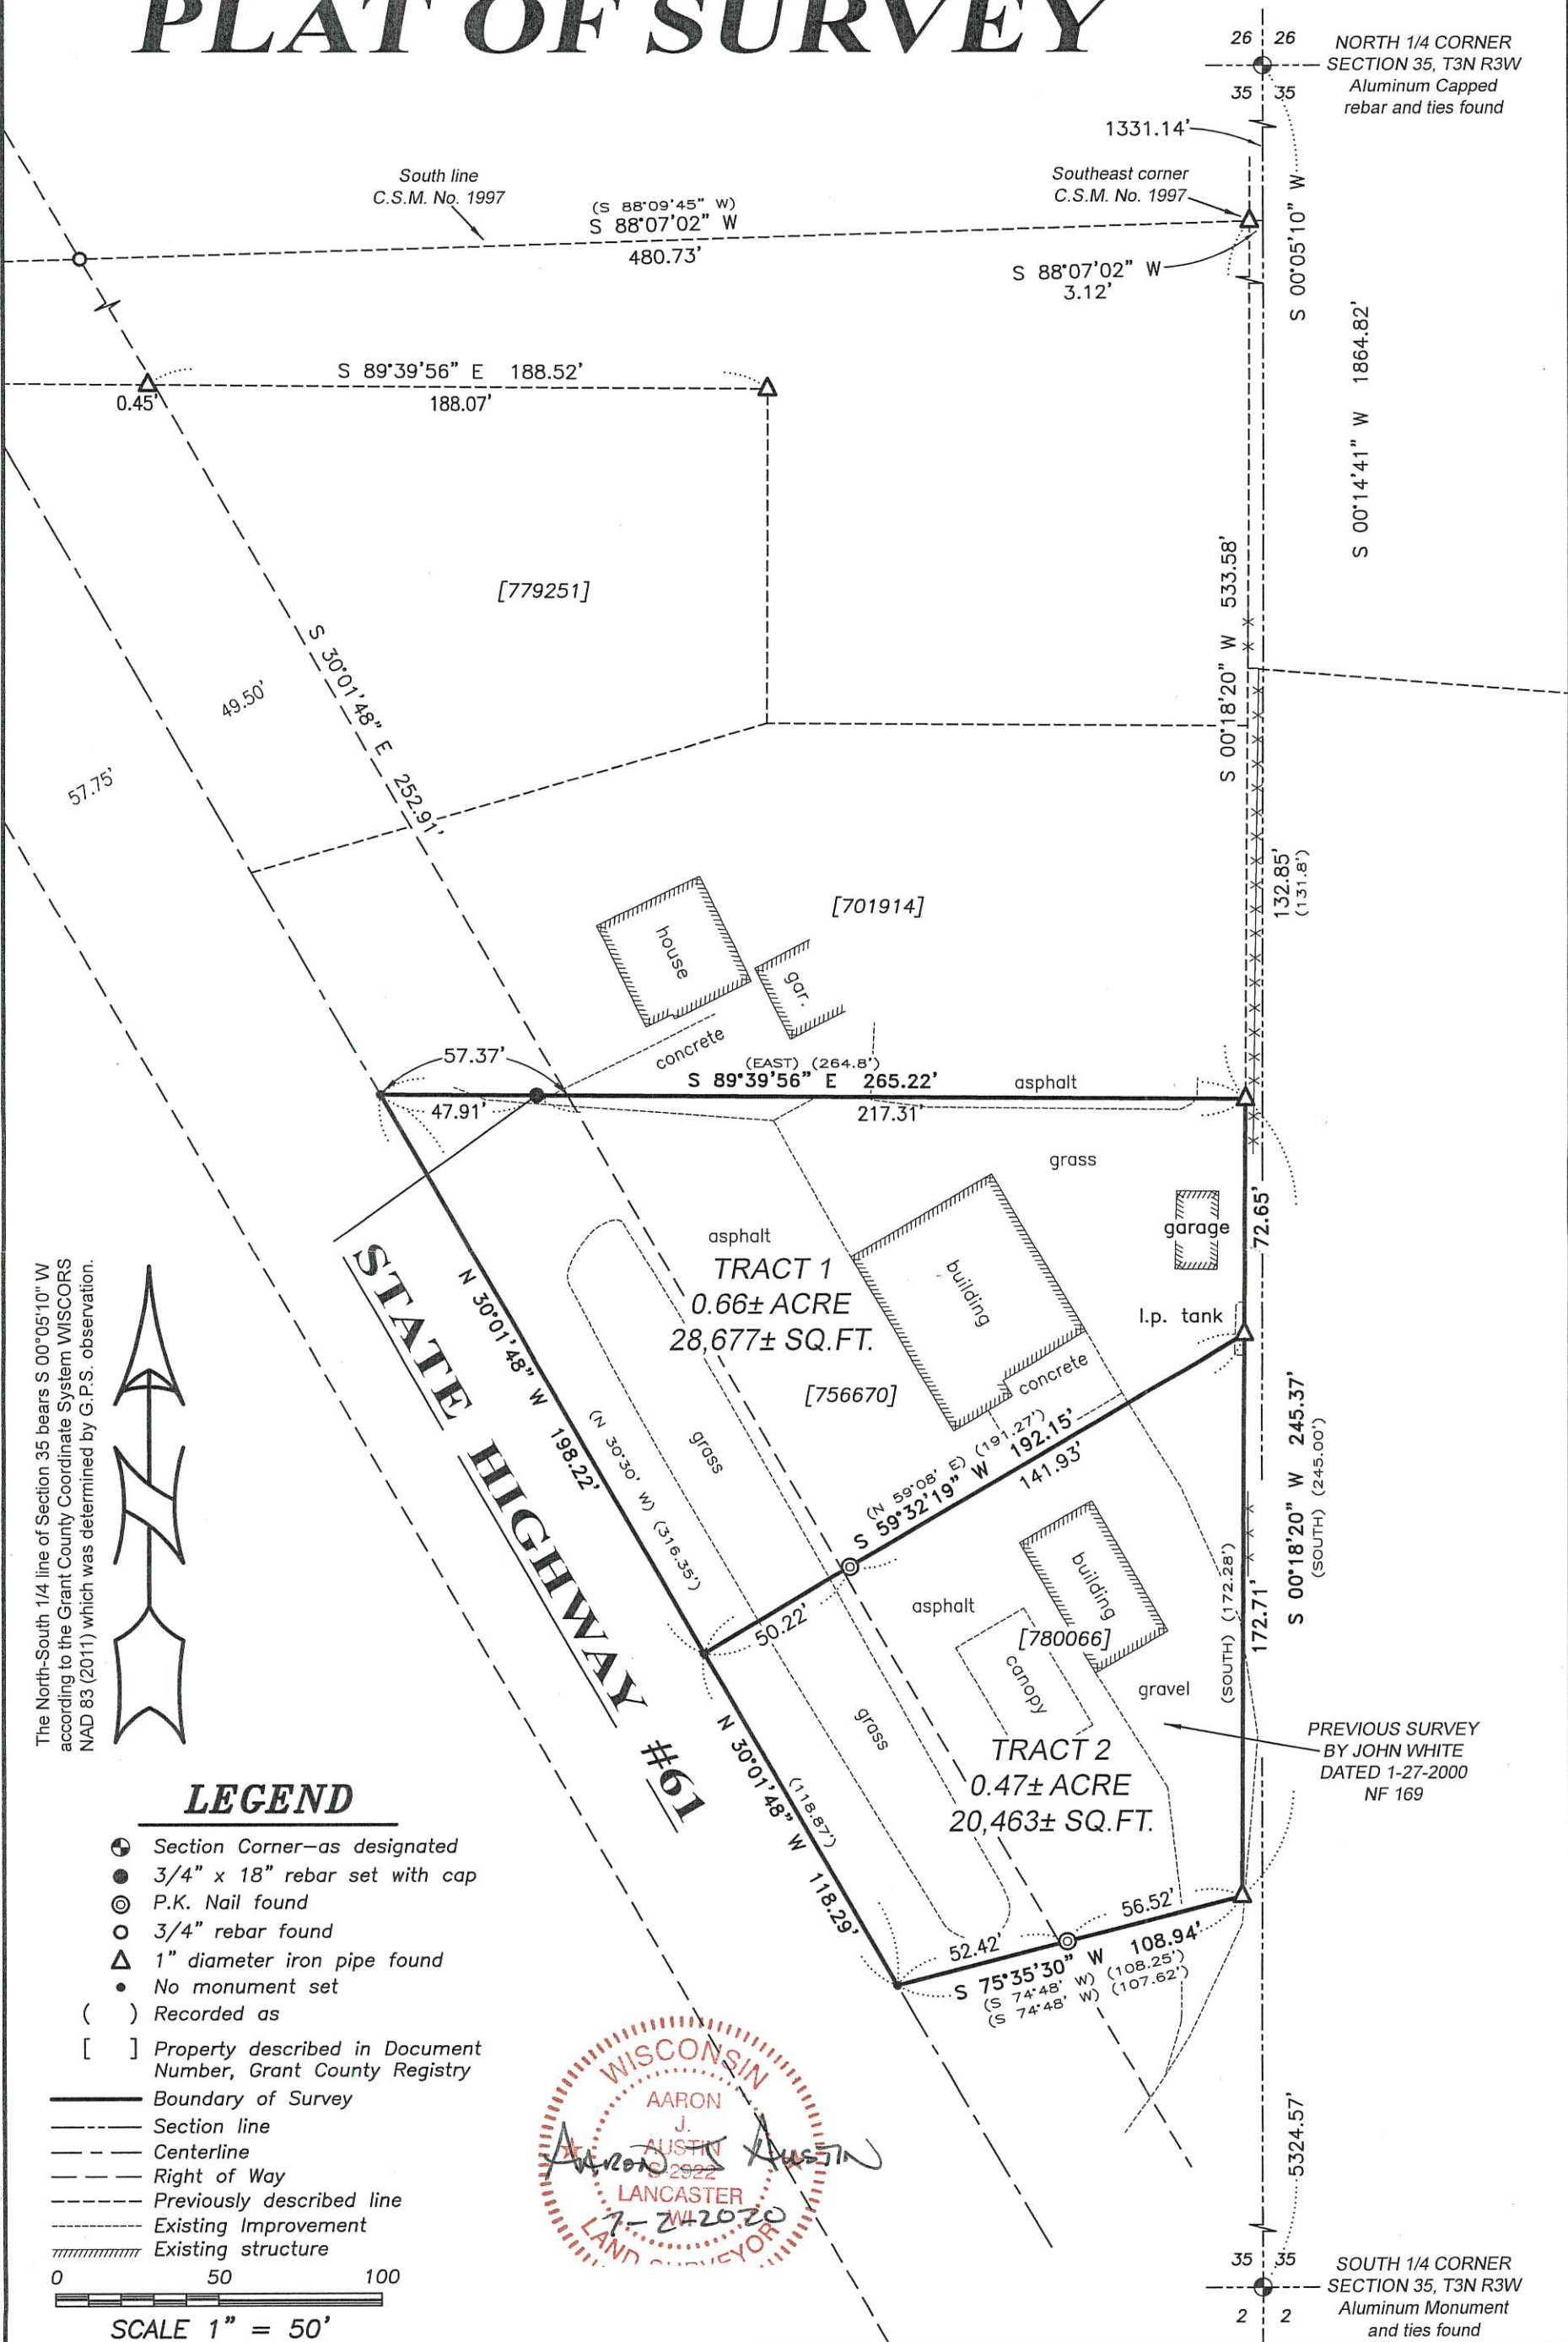 PLAT OF SURVEY
26 26
35 35
NORTH 1/4 CORNER
SECTION 35, T3N R3W
Aluminum Capped
rebar and ties found
1331.14'
South line
C.S.M. No. 1997
(S 88°09'45" W)
S 88°07'02" W
480.73'
Southeast corner
C.S.M. No. 1997
S 88°07'02" W
3.12'
S 00°05'10" W
S 00°14'41" W 1864.82'
S 89°39'56" E 188.52'
0.45'
188.07'
[779251]
S 00°18'20" W 533.58'
S 30°01'48" E 252.91'
49.50'
57.75'
132.85'
(131.8')
[701914]
house
gar.
concrete
57.37'
(EAST) (264.8')
S 89°39'56" E 265.22'
asphalt
47.91'
217.31'
grass
garage
72.65'
asphalt
TRACT 1
0.66± ACRE
28,677± SQ.FT.
[756670]
building
l.p. tank
concrete
STATE HIGHWAY #61
N 30°01'48" W 198.22'
(N 30°30' W) (316.35')
grass
(N 59°08' E) (191.27')
S 59°32'19" W 192.15'
141.93'
50.22'
S 00°18'20" W 245.37'
(SOUTH) (245.00')
(SOUTH) (172.28')
172.71'
building
asphalt
[780066]
canopy
gravel
grass
TRACT 2
0.47± ACRE
20,463± SQ.FT.
PREVIOUS SURVEY
BY JOHN WHITE
DATED 1-27-2000
NF 169
N 30°01'48" W 118.29'
(118.87')
52.42'
56.52'
S 75°35'30" W 108.94'
(S 74°48' W) (108.25')
(S 74°48' W) (107.62')
The North-South 1/4 line of Section 35 bears S 00°05'10" W
according to the Grant County Coordinate System WISCORS
NAD 83 (2011) which was determined by G.P.S. observation.
N
LEGEND
Section Corner-as designated
3/4" x 18" rebar set with cap
P.K. Nail found
3/4" rebar found
1" diameter iron pipe found
No monument set
( ) Recorded as
[ ] Property described in Document
Number, Grant County Registry
Boundary of Survey
Section line
Centerline
Right of Way
Previously described line
Existing Improvement
Existing structure
0 50 100
SCALE 1" = 50'
WISCONSIN
AARON
J.
AUSTIN
S-2922
LANCASTER
WI
LAND SURVEYOR
Aaron J Austin
7-2-2020
5324.57'
35 35
2 2
SOUTH 1/4 CORNER
SECTION 35, T3N R3W
Aluminum Monument
and ties found